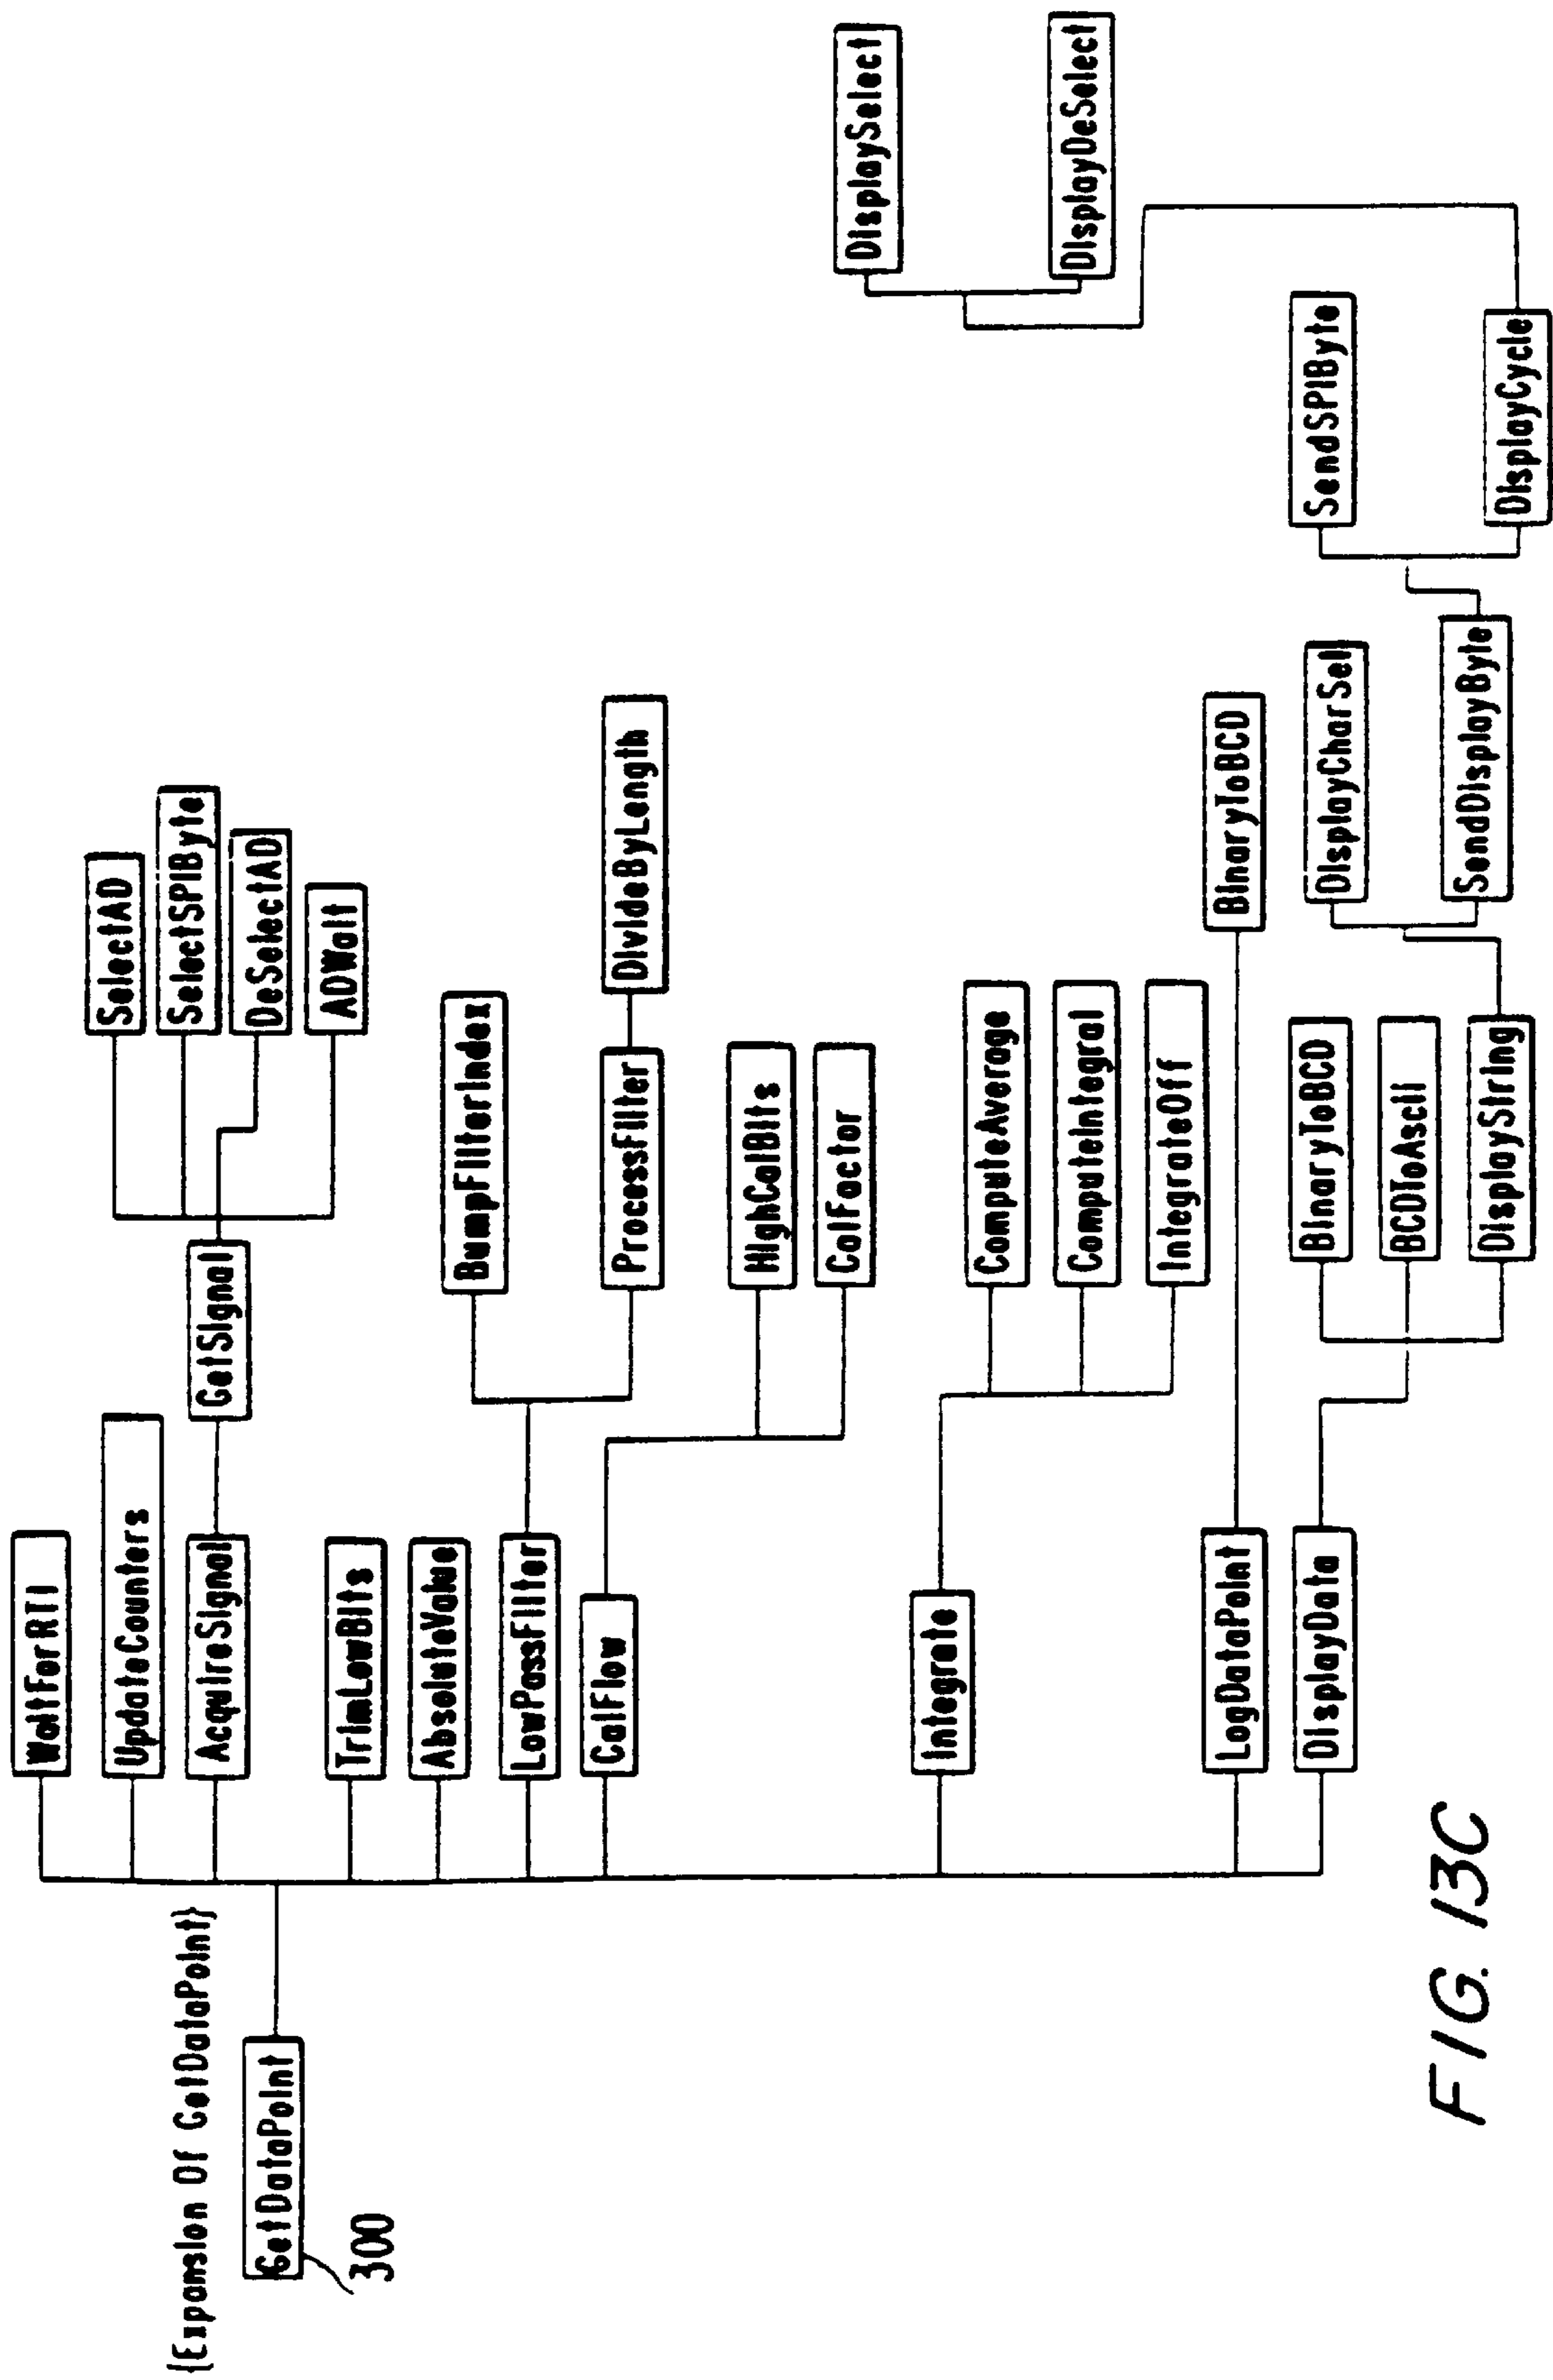 {Expansion Of GetDataPoint}
GetDataPoint
300
WaitForRTI
UpdateCounters
AcquireSignal
GetSignal
SelectAD
SelectSPIByte
DeSelectAD
ADWait
TrimLowBits
AbsoluteValue
LowPassFilter
BumpFilterIndex
ProcessFilter
DivideByLength
CalFlow
HighCalBits
CalFactor
Integrate
ComputeAverage
ComputeIntegral
IntegrateOff
LogDataPoint
BinaryToBCD
DisplayData
BinaryToBCD
BCDToAscii
DisplayString
DisplayCharSel
SendDisplayByte
SendSPIByte
DisplayCycle
DisplaySelect
DisplayDeSelect
FIG. 13C